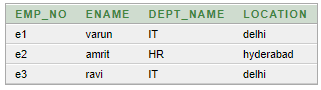 EMP_NO ENAME DEPT_NAME LOCATION
e1 varun IT delhi
e2 amrit HR hyderabad
e3 ravi IT delhi